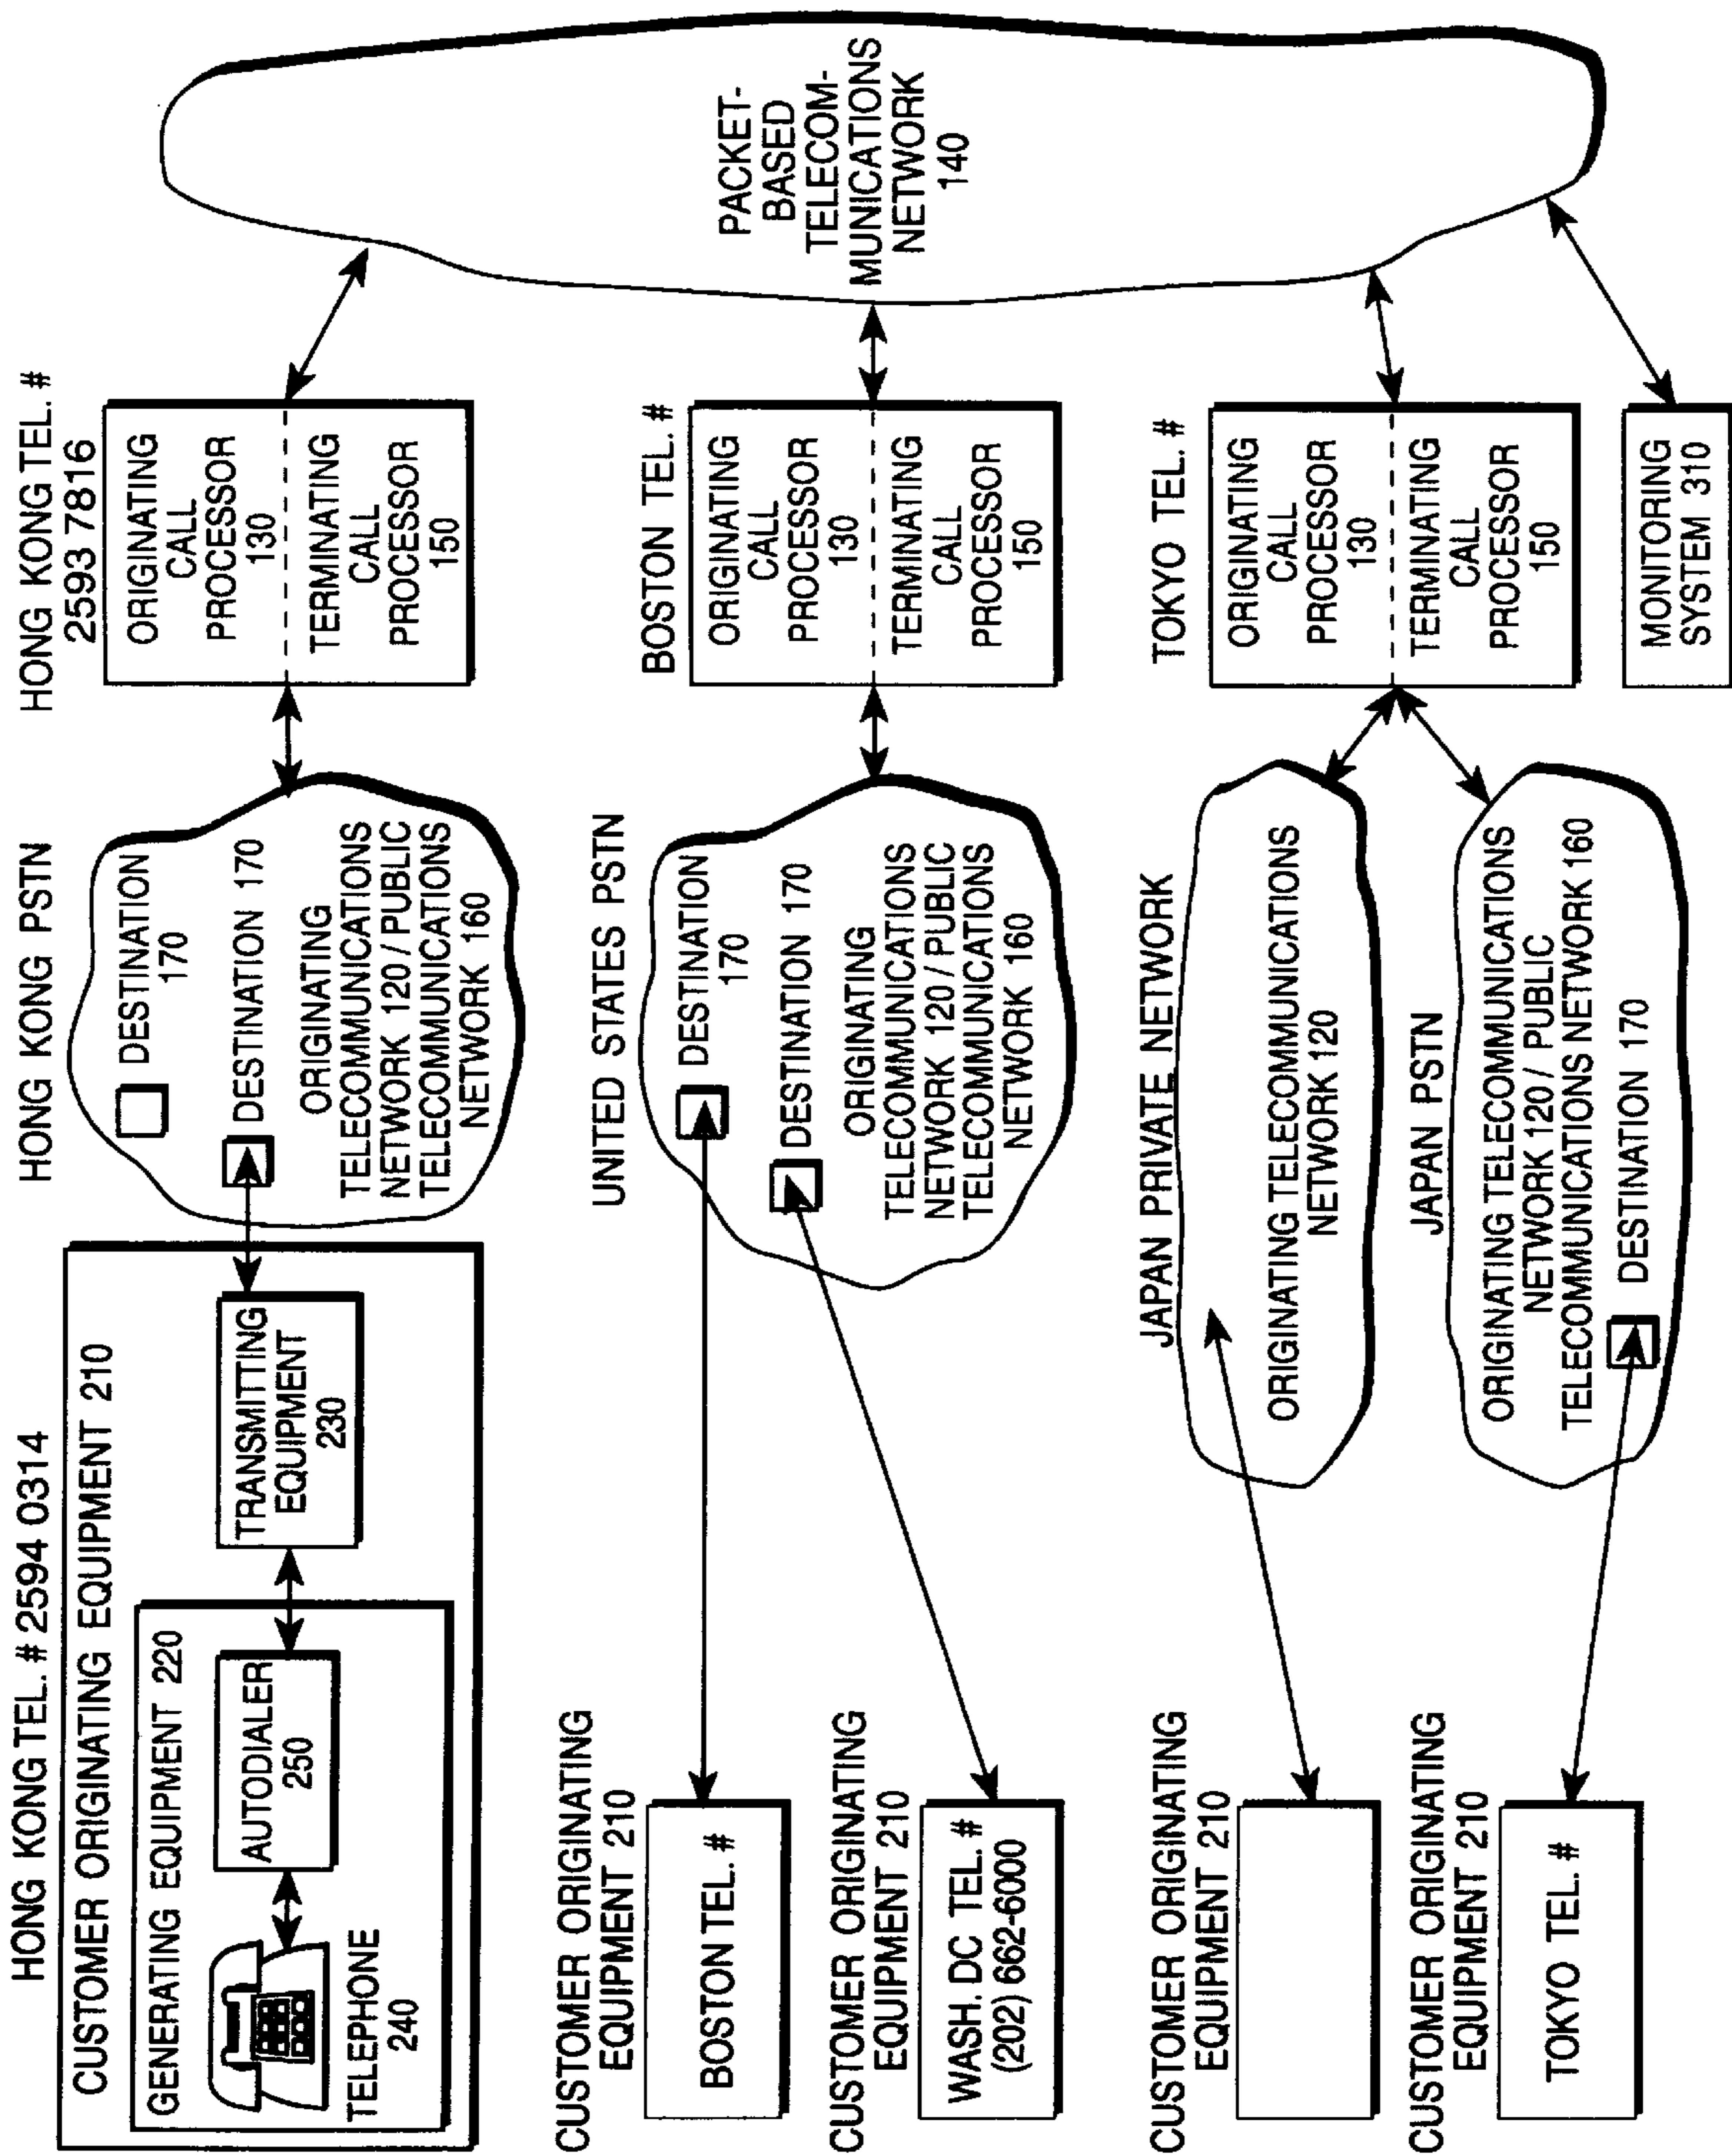 HONG KONG TEL. # 2594 0314
CUSTOMER ORIGINATING EQUIPMENT 210
GENERATING EQUIPMENT 220
AUTODIALER
250
TELEPHONE
240
TRANSMITTING
EQUIPMENT
230
HONG KONG PSTN
DESTINATION
170
DESTINATION 170
ORIGINATING
TELECOMMUNICATIONS
NETWORK 120 / PUBLIC
TELECOMMUNICATIONS
NETWORK 160
HONG KONG TEL. #
2593 7816
ORIGINATING
CALL
PROCESSOR
130
TERMINATING
CALL
PROCESSOR
150
PACKET-
BASED
TELECOM-
MUNICATIONS
NETWORK
140
CUSTOMER ORIGINATING
EQUIPMENT 210
BOSTON TEL. #
CUSTOMER ORIGINATING
EQUIPMENT 210
WASH. DC TEL. #
(202) 662-6000
UNITED STATES PSTN
DESTINATION
170
DESTINATION 170
ORIGINATING
TELECOMMUNICATIONS
NETWORK 120 / PUBLIC
TELECOMMUNICATIONS
NETWORK 160
BOSTON TEL. #
ORIGINATING
CALL
PROCESSOR
130
TERMINATING
CALL
PROCESSOR
150
CUSTOMER ORIGINATING
EQUIPMENT 210
CUSTOMER ORIGINATING
EQUIPMENT 210
TOKYO TEL. #
JAPAN PRIVATE NETWORK
ORIGINATING TELECOMMUNICATIONS
NETWORK 120
JAPAN PSTN
ORIGINATING TELECOMMUNICATIONS
NETWORK 120 / PUBLIC
TELECOMMUNICATIONS NETWORK 160
DESTINATION 170
TOKYO TEL. #
ORIGINATING
CALL
PROCESSOR
130
TERMINATING
CALL
PROCESSOR
150
MONITORING
SYSTEM 310